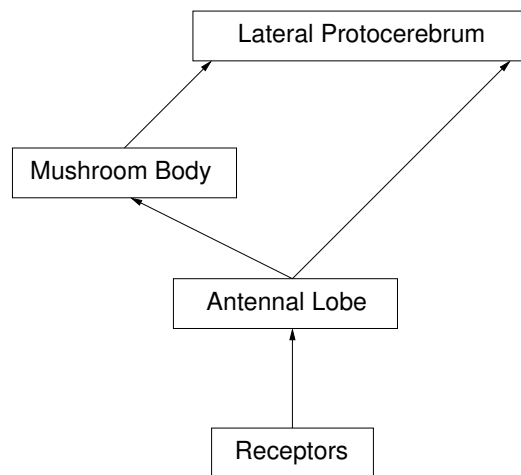 Lateral Protocerebrum
Mushroom Body
Antennal Lobe
Receptors